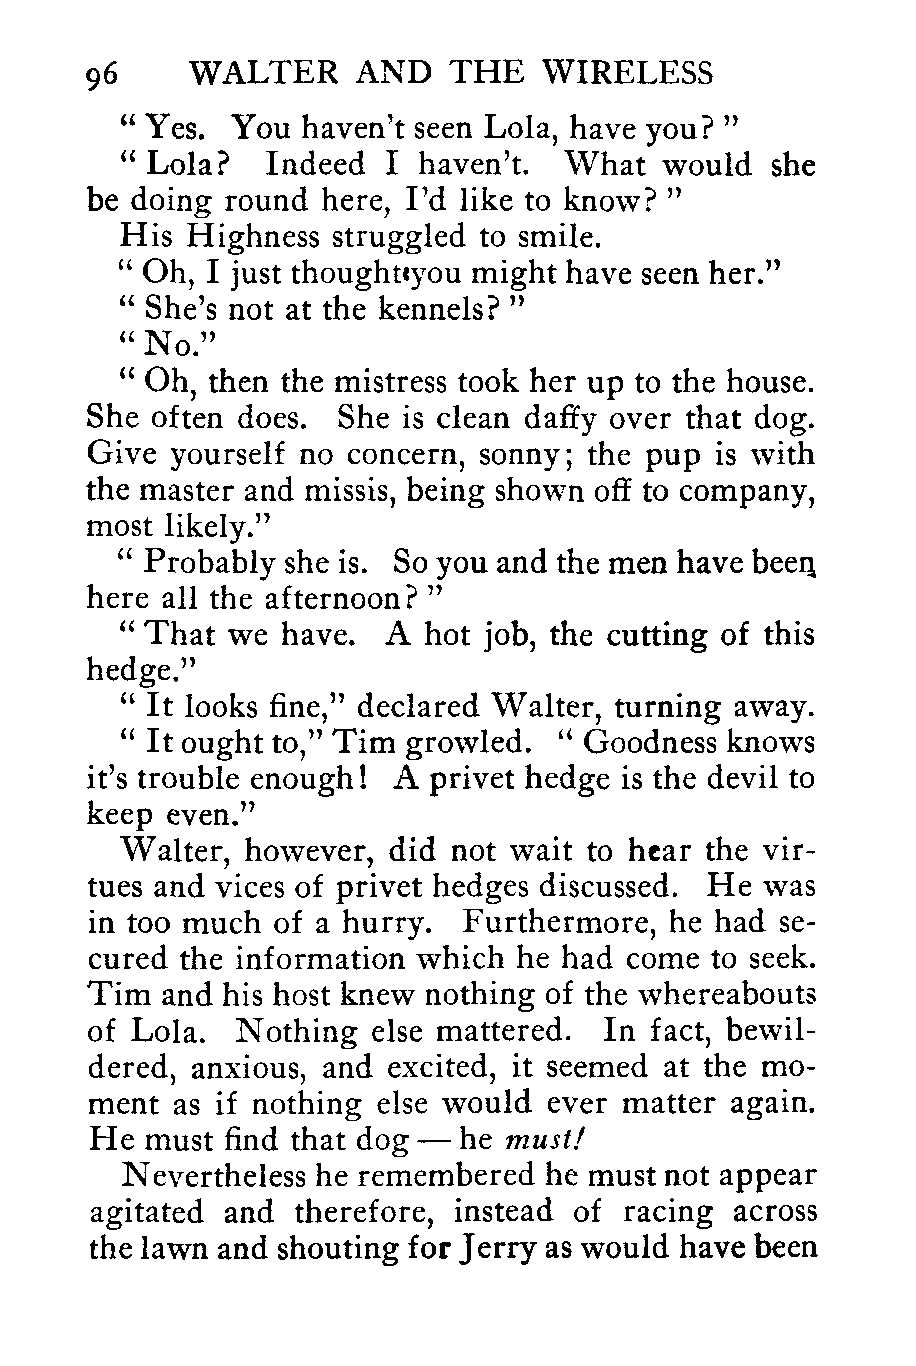 96 WALTER AND THE WIRELESS
“ Yes. You haven’t seen Lola, have you? ”
“ Lola? Indeed I haven’t. What would she
be doing round here, I’d like to know? ”
His Highness struggled to smile.
“ Oh, I just thought you might have seen her.”
“ She’s not at the kennels? ”
“ No.”
“ Oh, then the mistress took her up to the house.
She often does. She is clean daffy over that dog.
Give yourself no concern, sonny; the pup is with
the master and missis, being shown off to company,
most likely.”
“ Probably she is. So you and the men have been
here all the afternoon? ”
“ That we have. A hot job, the cutting of this
hedge.”
“ It looks fine,” declared Walter, turning away.
“ It ought to,” Tim growled. “ Goodness knows
it’s trouble enough! A privet hedge is the devil to
keep even.”
Walter, however, did not wait to hear the vir-
tues and vices of privet hedges discussed. He was
in too much of a hurry. Furthermore, he had se-
cured the information which he had come to seek.
Tim and his host knew nothing of the whereabouts
of Lola. Nothing else mattered. In fact, bewil-
dered, anxious, and excited, it seemed at the mo-
ment as if nothing else would ever matter again.
He must find that dog — he must!
Nevertheless he remembered he must not appear
agitated and therefore, instead of racing across
the lawn and shouting for Jerry as would have been